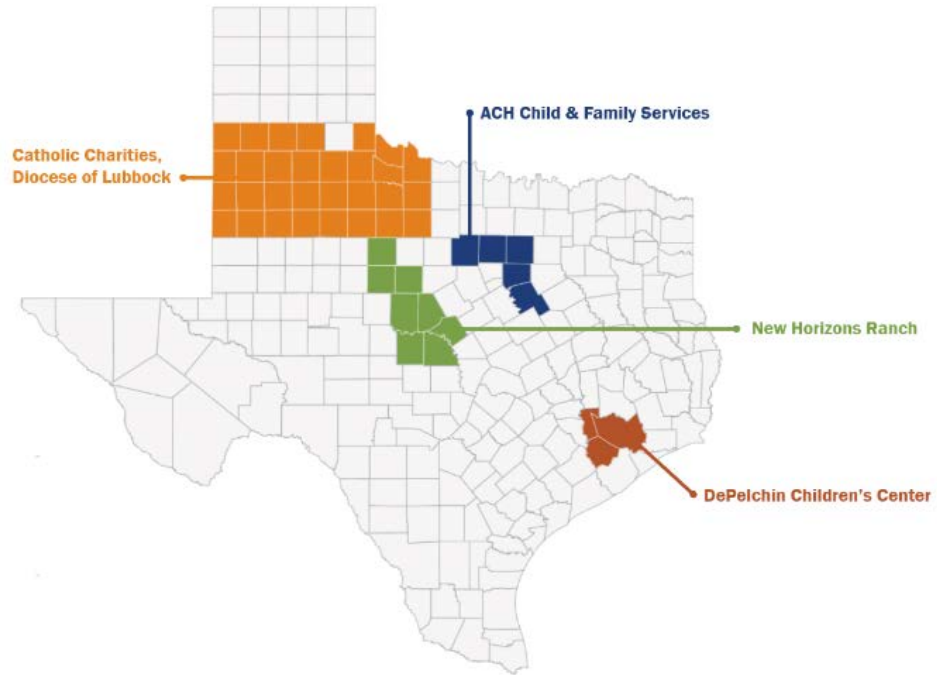 ACH Child & Family Services
Catholic Charities,
Diocese of Lubbock
New Horizons Ranch
DePelchin Children's Center